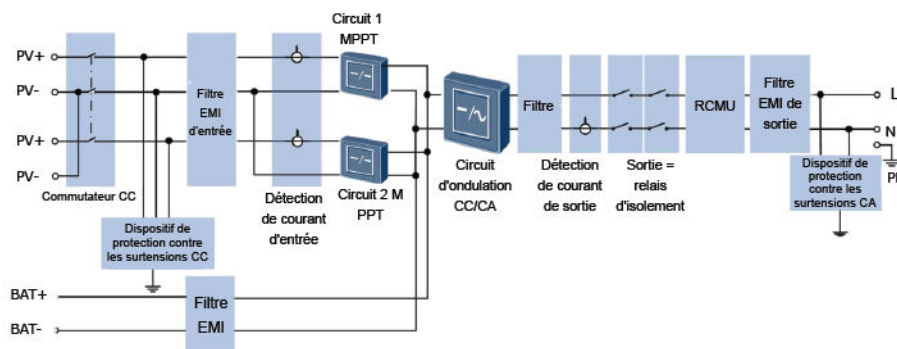 Circuit 1
MPPT
PV+
PV-
PV+
PV-
Commutateur CC
Filtre
EMI
d'entrée
Détection
de courant
d'entrée
Circuit 2 M
PPT
Dispositif de
protection contre
les surtensions CC
BAT+
BAT-
Filtre
EMI
Circuit
d'ondulation
CC/CA
Filtre
Détection
de courant
de sortie
Sortie =
relais
d'isolement
RCMU
Filtre
EMI de
sortie
L
N
Dispositif de
protection
contre les
surtensions CA